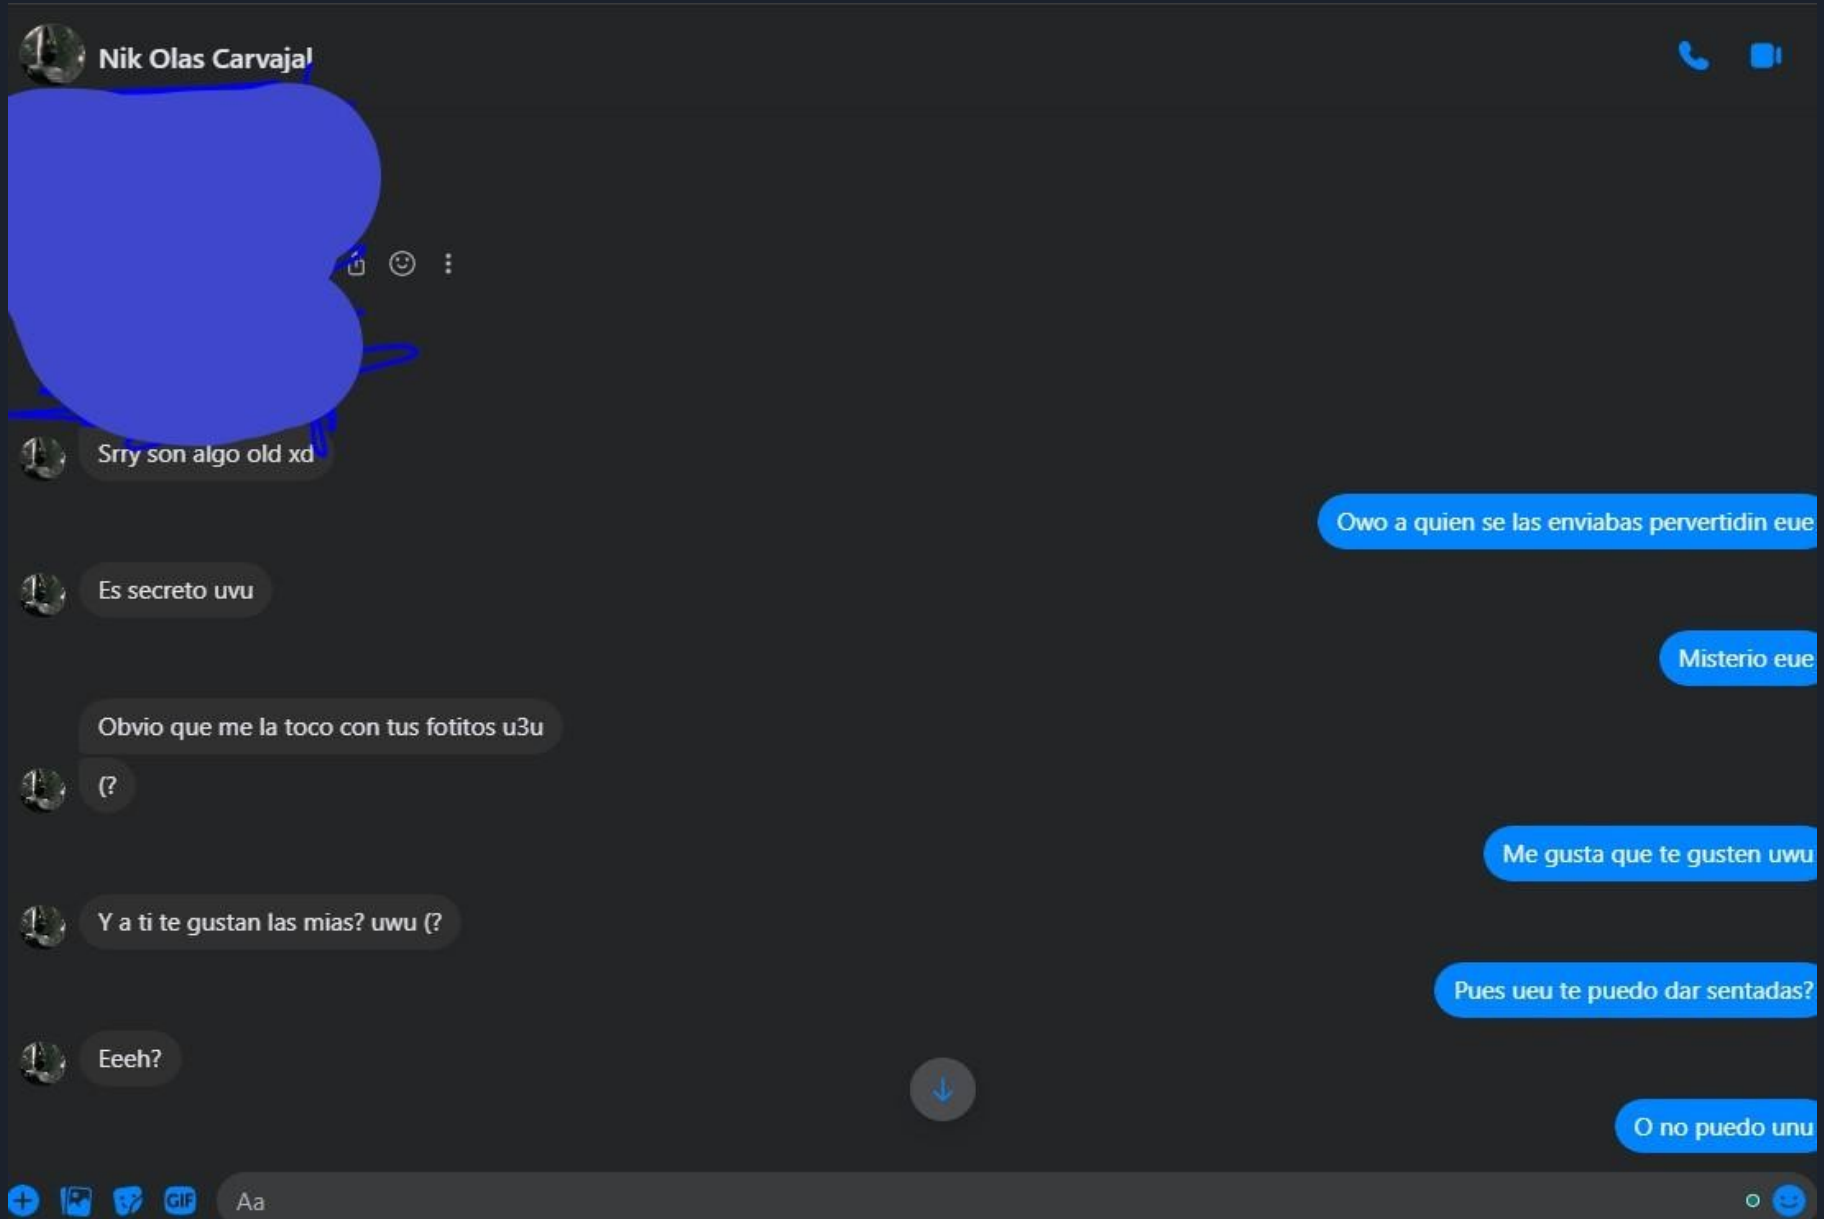 Nik Olas Carvajal
Srry son algo old xd
Owo a quien se las enviabas pervertidin eue
Es secreto uvu
Misterio eue
Obvio que me la toco con tus fotitos u3u
(?
Me gusta que te gusten uwu
Y a ti te gustan las mias? uwu (?
Pues ueu te puedo dar sentadas?
Eeeh?
O no puedo unu
GIF
Aa